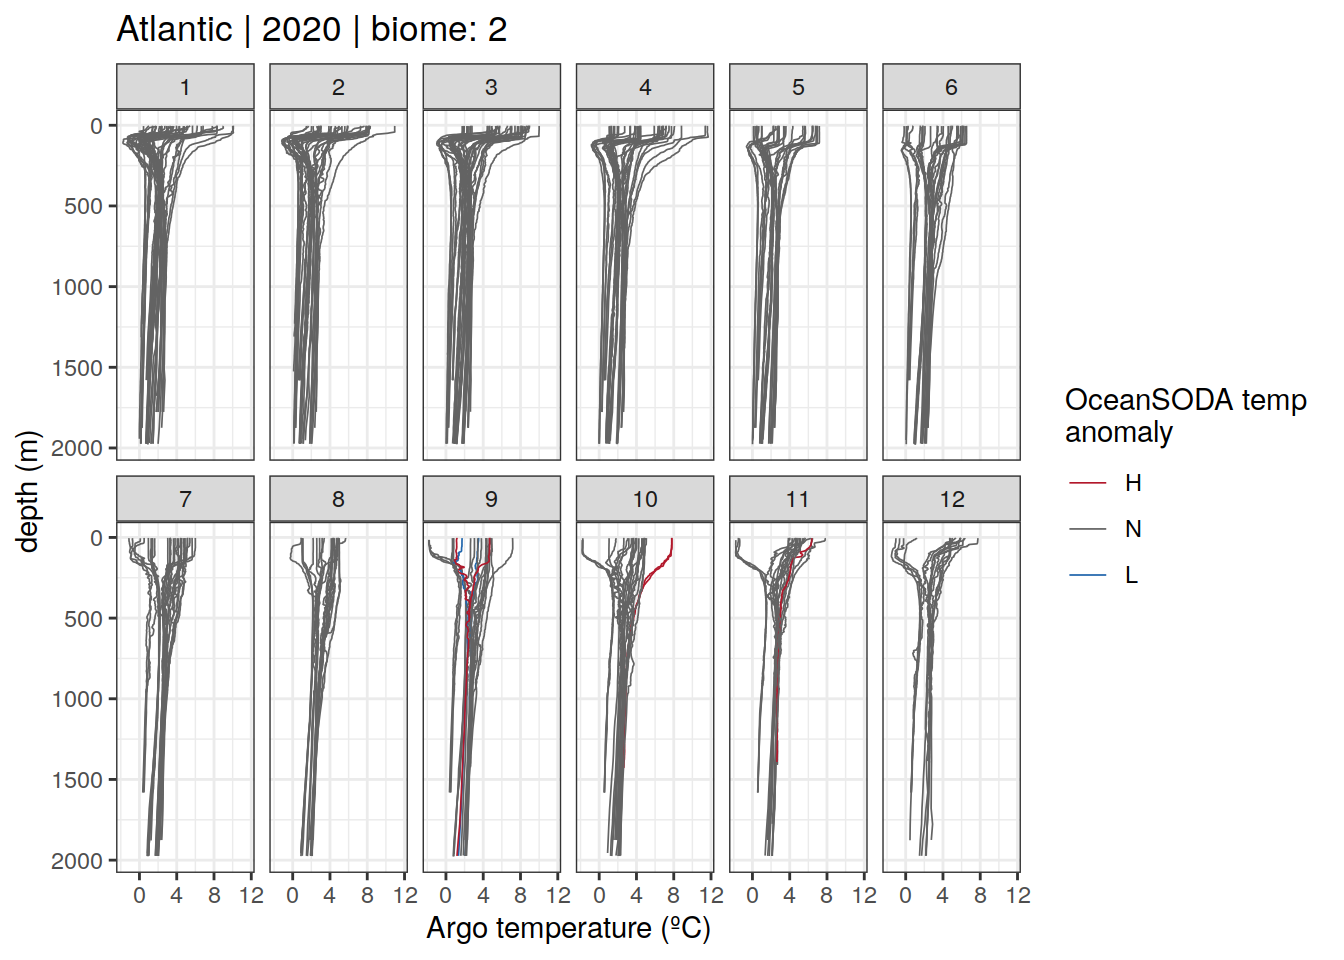 Atlantic | 2020 | biome: 2
1 2 3 4 5 6
0
500
1000
1500
2000
7 8 9 10 11 12
0
500
1000
1500
2000
0 4 8 12 0 4 8 12 0 4 8 12 0 4 8 12 0 4 8 12 0 4 8 12
Argo temperature (ºC)
depth (m)
OceanSODA temp
anomaly
H
N
L